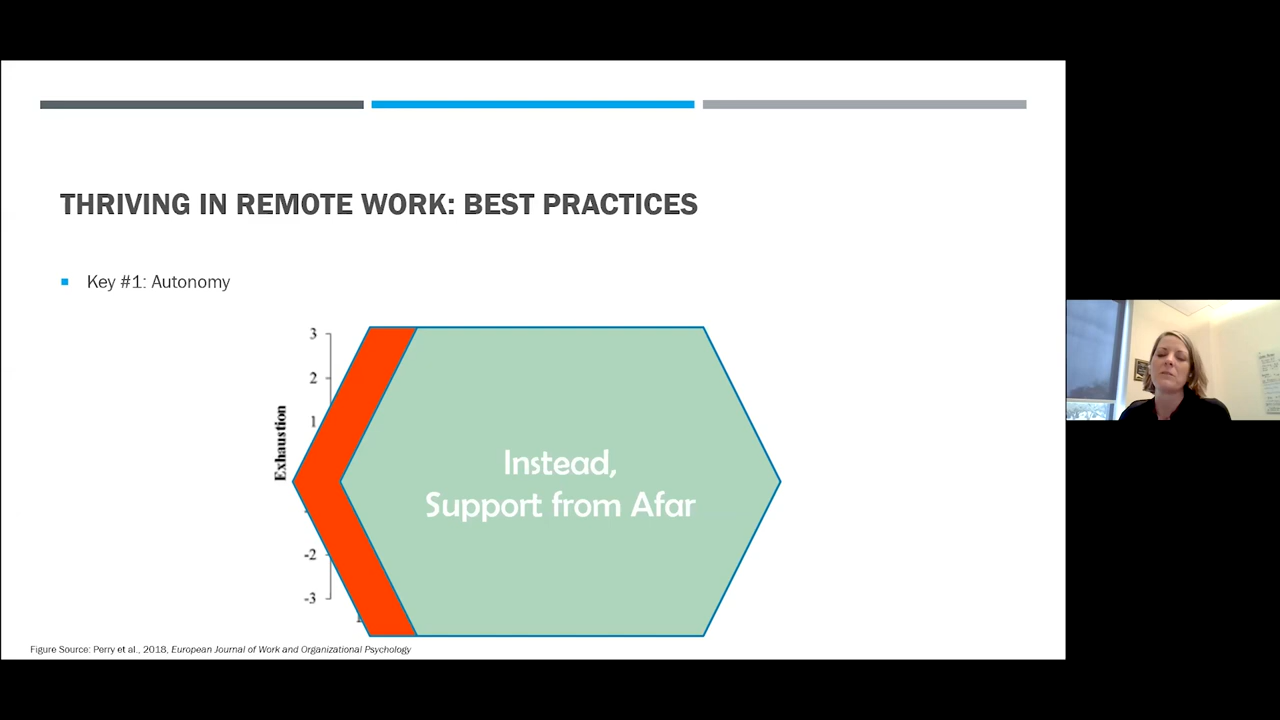 THRIVING IN REMOTE WORK: BEST PRACTICES
Key #1: Autonomy
3
2
1
Exhaustion
-2
-3
Instead,
Support from Afar
Figure Source: Perry et al., 2018, European Journal of Work and Organizational Psychology